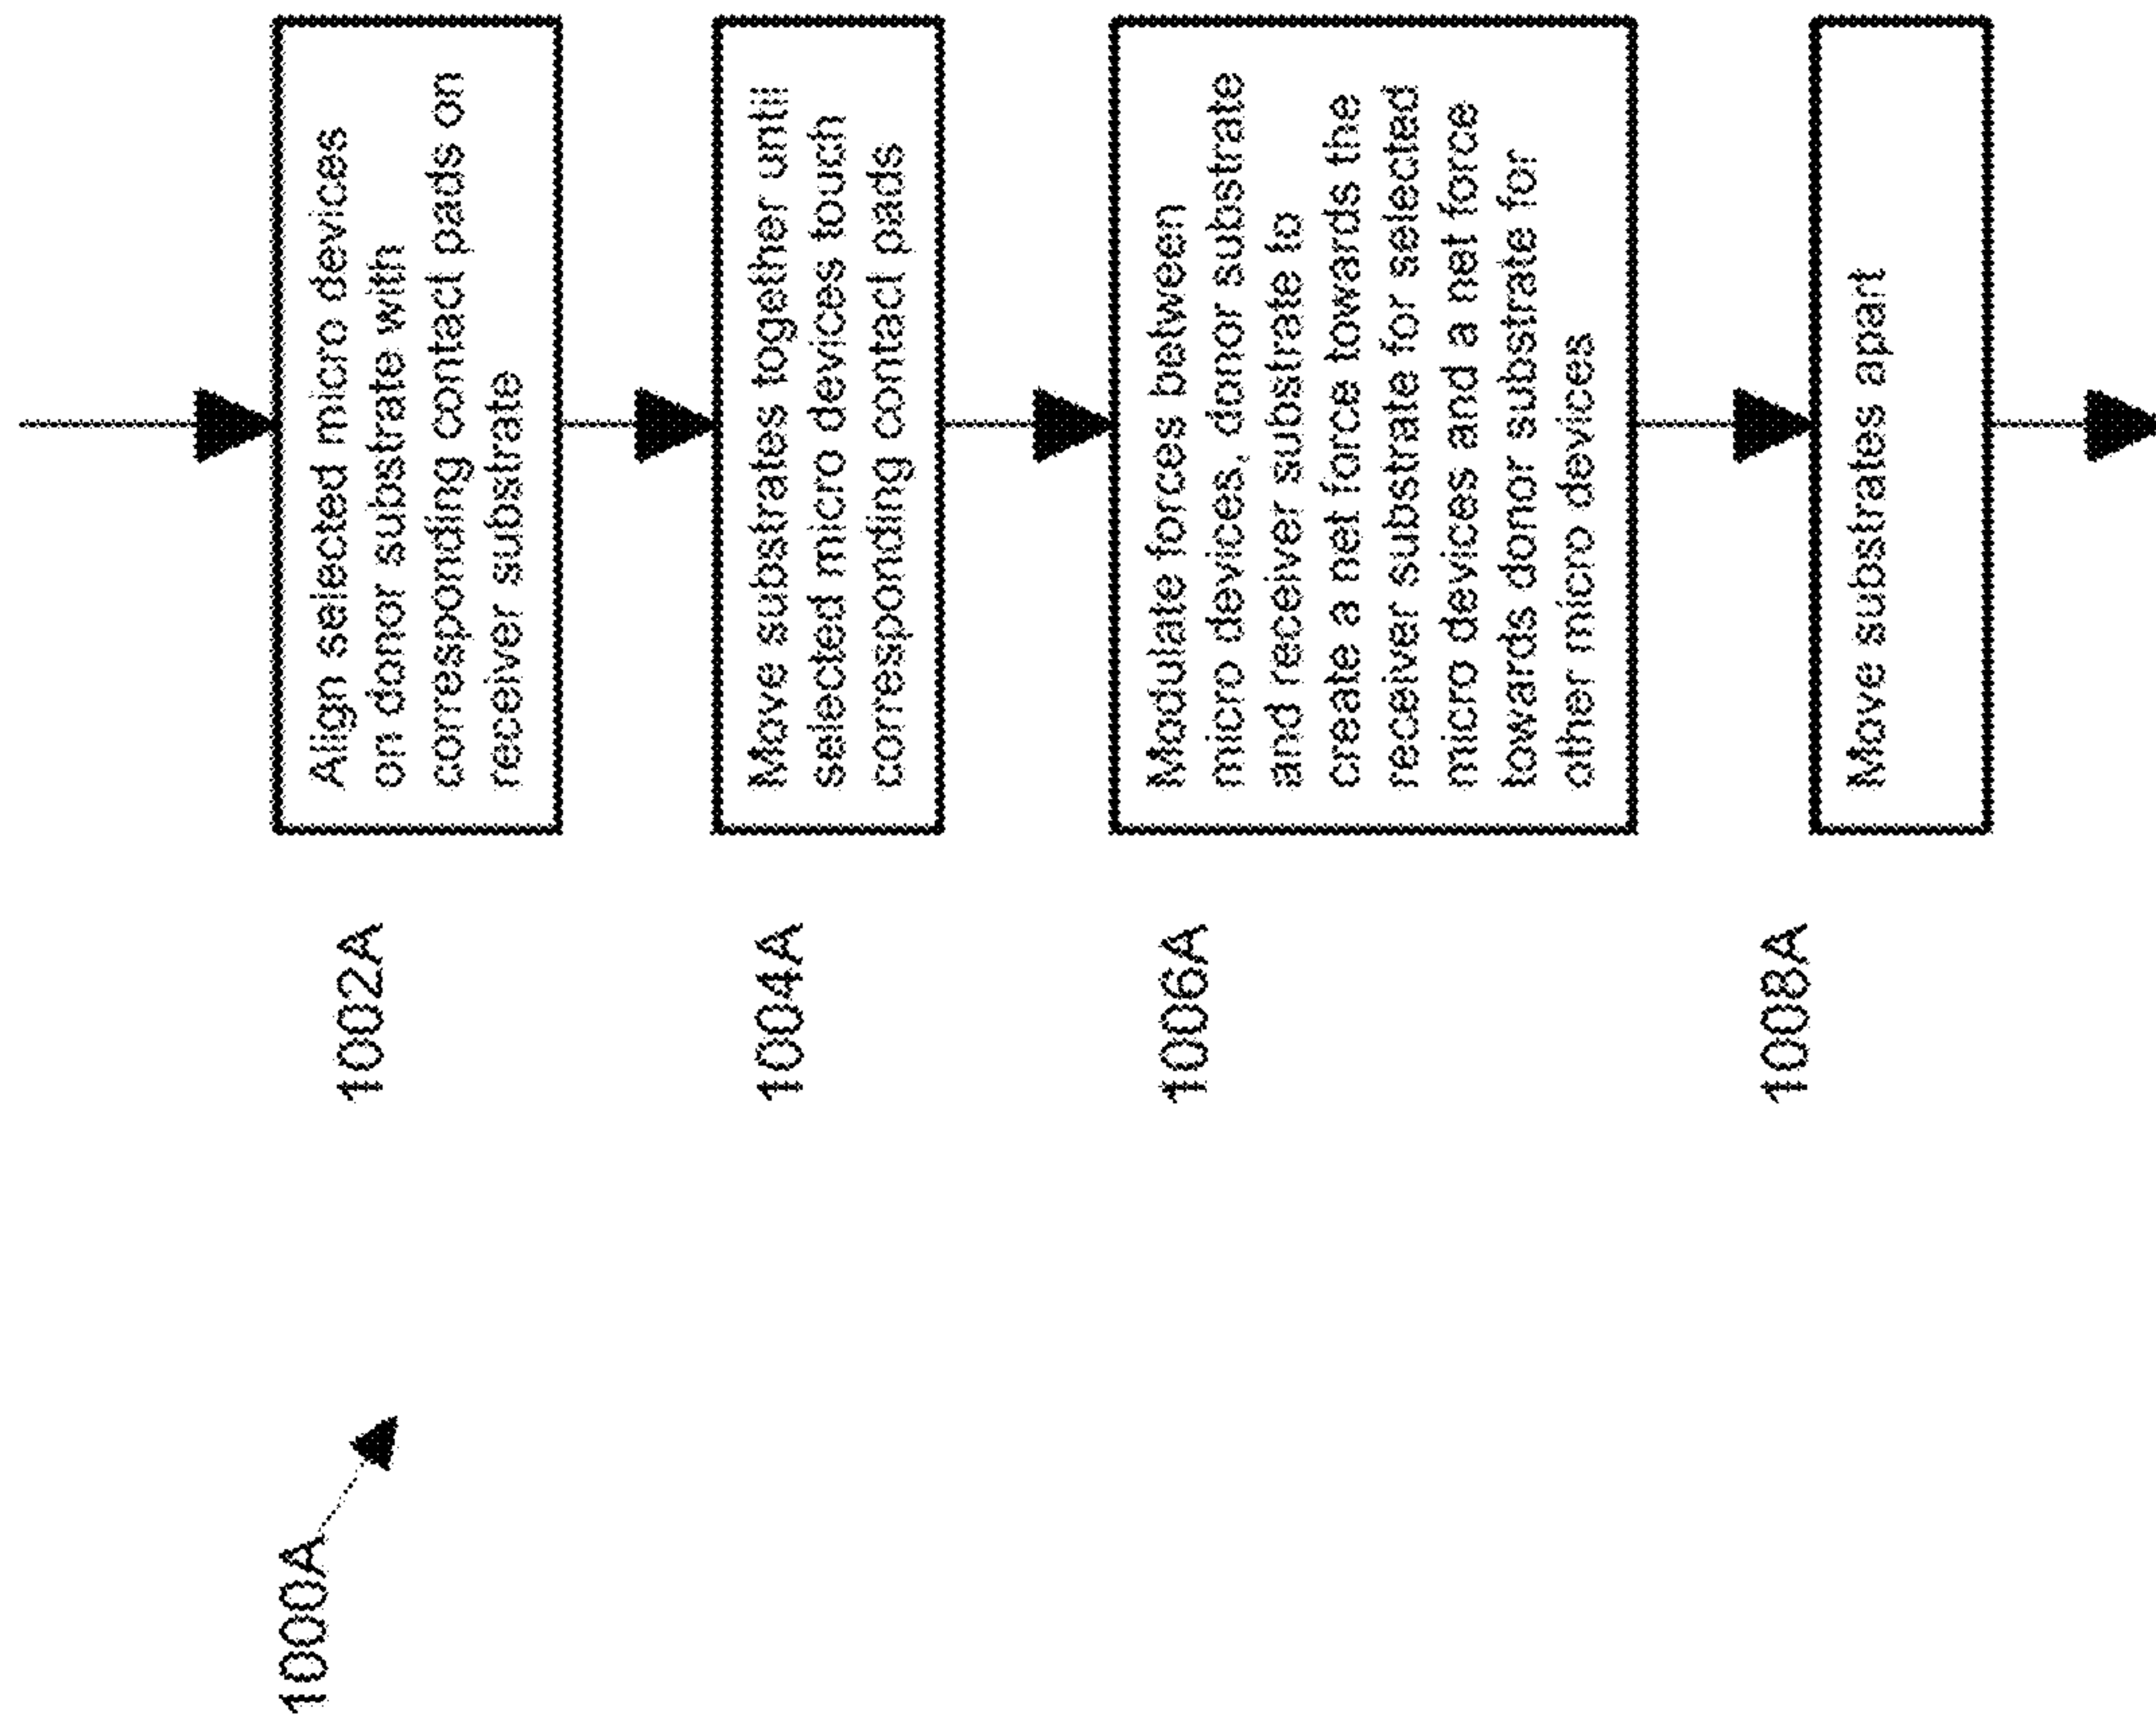 1000A
1002A
Align selected micro devices
on donor substrate with
corresponding contact pads on
receiver substrate
1004A
Move substrates together until
selected micro devices touch
corresponding contact pads
1006A
Modulate forces between
micro devices, donor substrate
and receiver substrate to
create a net force towards the
receiver substrate for selected
micro devices and a net force
towards donor substrate for
other micro devices
1008A
Move substrates apart